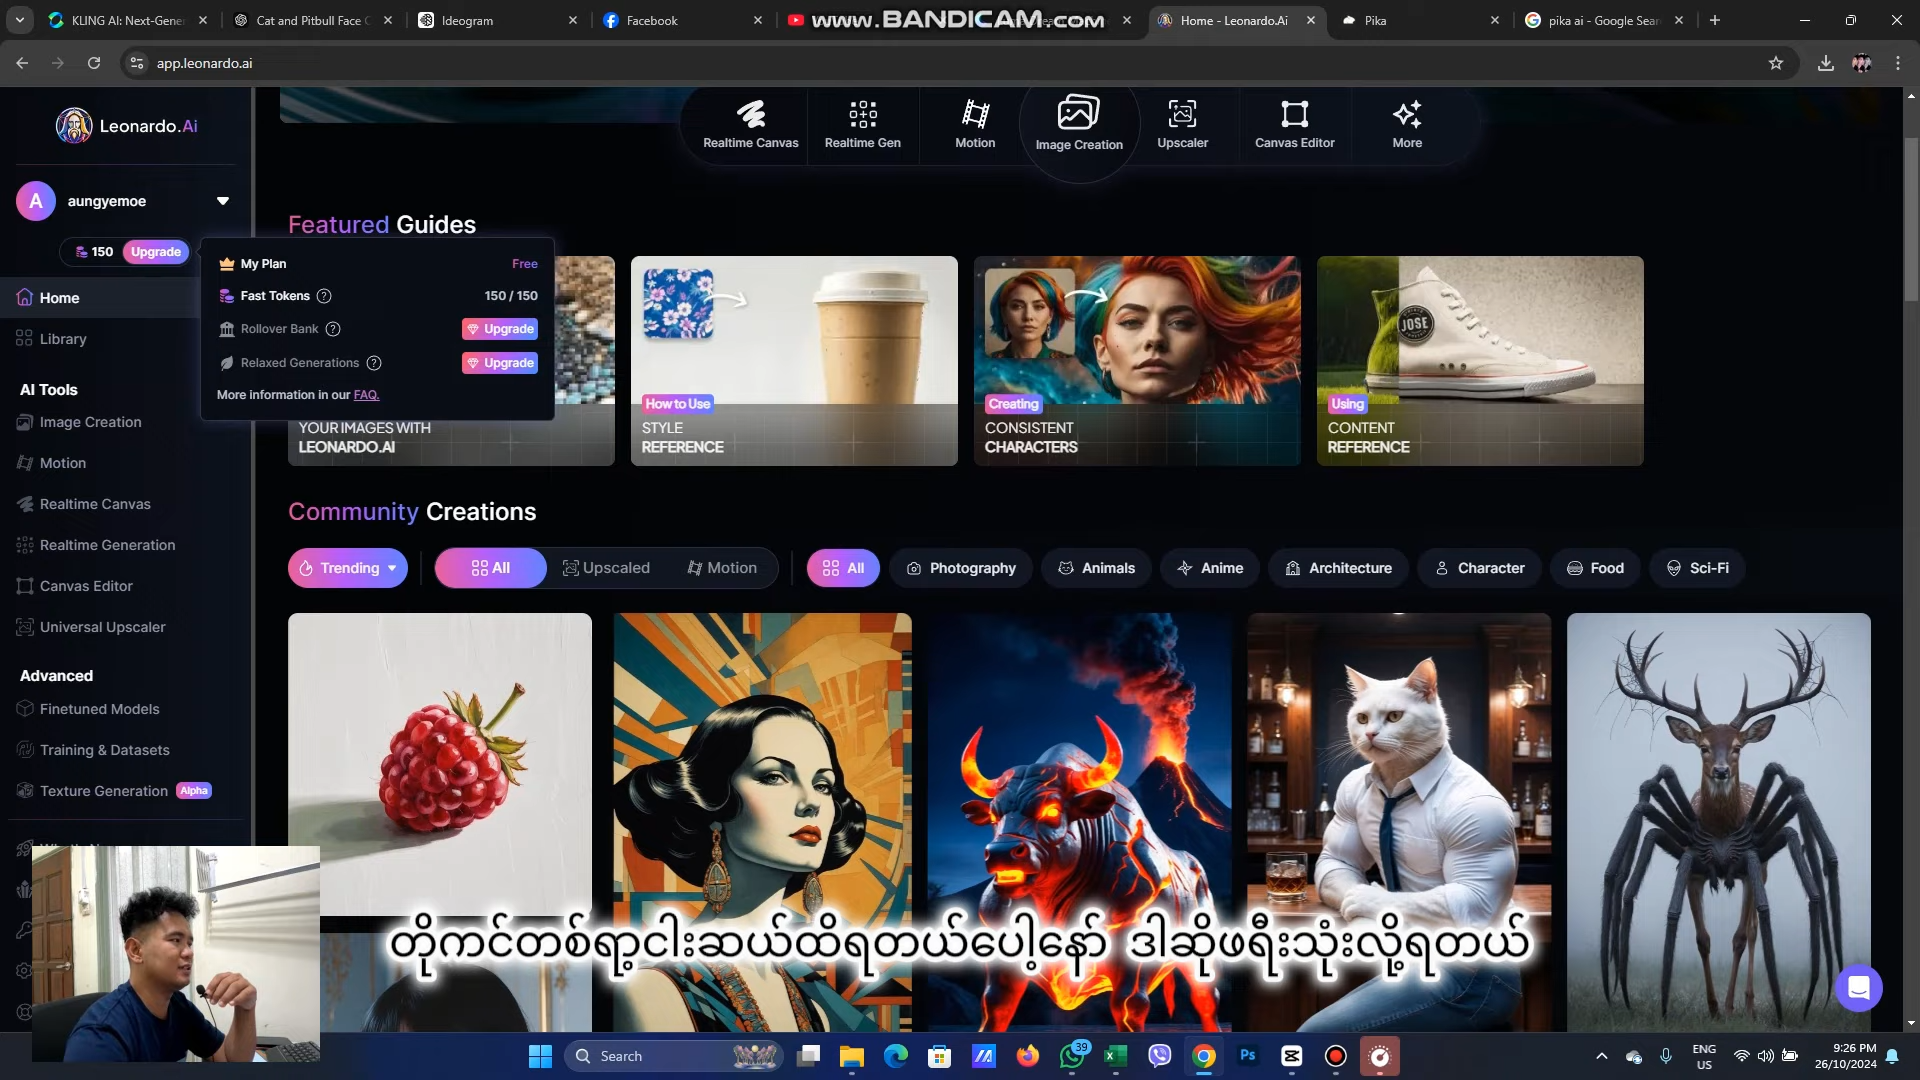 KLING AI: Next-Gener
Cat and Pitbull Face C
Ideogram
Facebook
www.BANDICAM.com
Home - Leonardo.Ai
Pika
pika ai - Google Sear
app.leonardo.ai
Leonardo.Ai
Realtime Canvas
Realtime Gen
Motion
Image Creation
Upscaler
Canvas Editor
More
A
aungyemoe
150
Upgrade
Featured Guides
My Plan
Free
Fast Tokens
150 / 150
Rollover Bank
Upgrade
Relaxed Generations
Upgrade
More information in our FAQ.
YOUR IMAGES WITH
LEONARDO.AI
How to Use
STYLE
REFERENCE
Creating
CONSISTENT
CHARACTERS
JOSE
Using
CONTENT
REFERENCE
Home
Library
AI Tools
Image Creation
Motion
Realtime Canvas
Realtime Generation
Canvas Editor
Universal Upscaler
Advanced
Finetuned Models
Training & Datasets
Texture Generation
Alpha
Community Creations
Trending
All
Upscaled
Motion
All
Photography
Animals
Anime
Architecture
Character
Food
Sci-Fi
တိုကင်တစ်ရာ့ငါးဆယ်ထိရတယ်ပေါ့နော် ဒါဆိုဖရီးသုံးလို့ရတယ်
Search
39
Ps
ENG
US
9:26 PM
26/10/2024